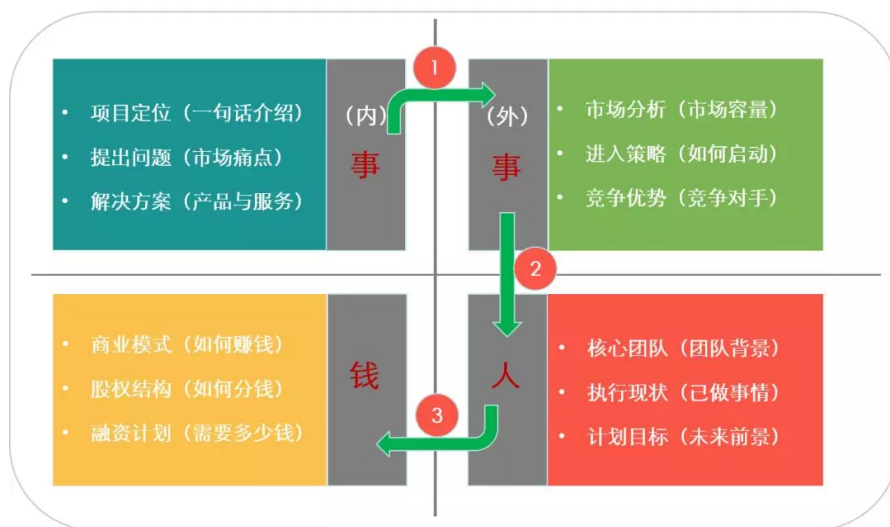 1
• 项目定位（一句话介绍）
• 提出问题（市场痛点）
• 解决方案（产品与服务）
（内）
事
（外）
事
• 市场分析（市场容量）
• 进入策略（如何启动）
• 竞争优势（竞争对手）
2
• 商业模式（如何赚钱）
• 股权结构（如何分钱）
• 融资计划（需要多少钱）
钱
人
• 核心团队（团队背景）
• 执行现状（已做事情）
• 计划目标（未来前景）
3